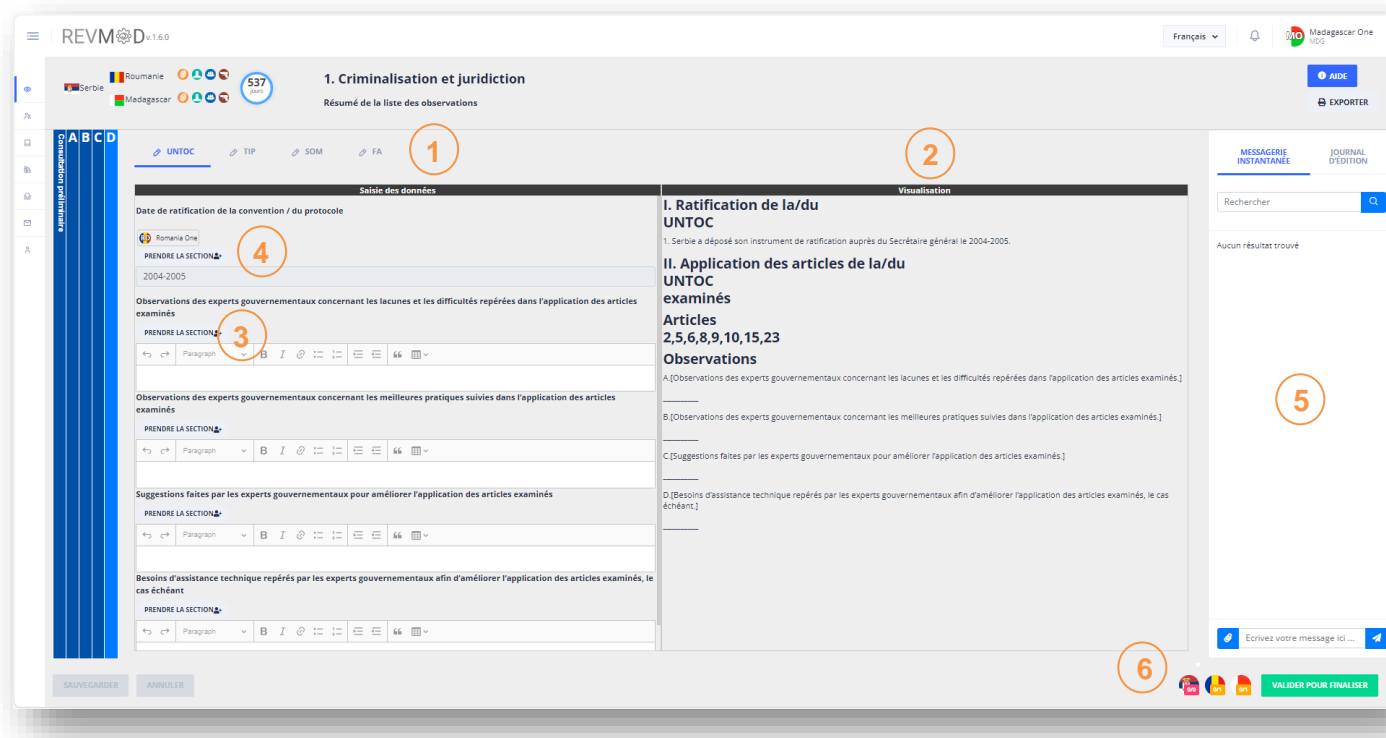 REVMOD v.1.6.0
Français
MO
Madagascar One
MDG
Serbie
Roumanie
Madagascar
537
jours
1. Criminalisation et juridiction
Résumé de la liste des observations
AIDE
EXPORTER
Consultation préliminaire
A B C D
UNTOC
TIP
SOM
FA
1
2
Saisie des données
Date de ratification de la convention / du protocole
Romania One
PRENDRE LA SECTION
4
2004-2005
Observations des experts gouvernementaux concernant les lacunes et les difficultés repérées dans l'application des articles
examinés
PRENDRE LA SECTION
3
Paragraph
B I
Observations des experts gouvernementaux concernant les meilleures pratiques suivies dans l'application des articles
examinés
PRENDRE LA SECTION
Paragraph
B I
Suggestions faites par les experts gouvernementaux pour améliorer l'application des articles examinés
PRENDRE LA SECTION
Paragraph
B I
Besoins d'assistance technique repérés par les experts gouvernementaux afin d'améliorer l'application des articles examinés, le
cas échéant
PRENDRE LA SECTION
Paragraph
B I
Visualisation
I. Ratification de la/du
UNTOC
1. Serbie a déposé son instrument de ratification auprès du Secrétaire général le 2004-2005.
II. Application des articles de la/du
UNTOC
examinés
Articles
2,5,6,8,9,10,15,23
Observations
A.[Observations des experts gouvernementaux concernant les lacunes et les difficultés repérées dans l'application des articles examinés.]
__________
B.[Observations des experts gouvernementaux concernant les meilleures pratiques suivies dans l'application des articles examinés.]
__________
C.[Suggestions faites par les experts gouvernementaux pour améliorer l'application des articles examinés.]
__________
D.[Besoins d'assistance technique repérés par les experts gouvernementaux afin d'améliorer l'application des articles examinés, le cas
échéant.]
__________
MESSAGERIE
INSTANTANÉE
JOURNAL
D'ÉDITION
Rechercher
Aucun résultat trouvé
5
Ecrivez votre message ici ...
SAUVEGARDER
ANNULER
6
0/0
0/1
0/1
VALIDER POUR FINALISER